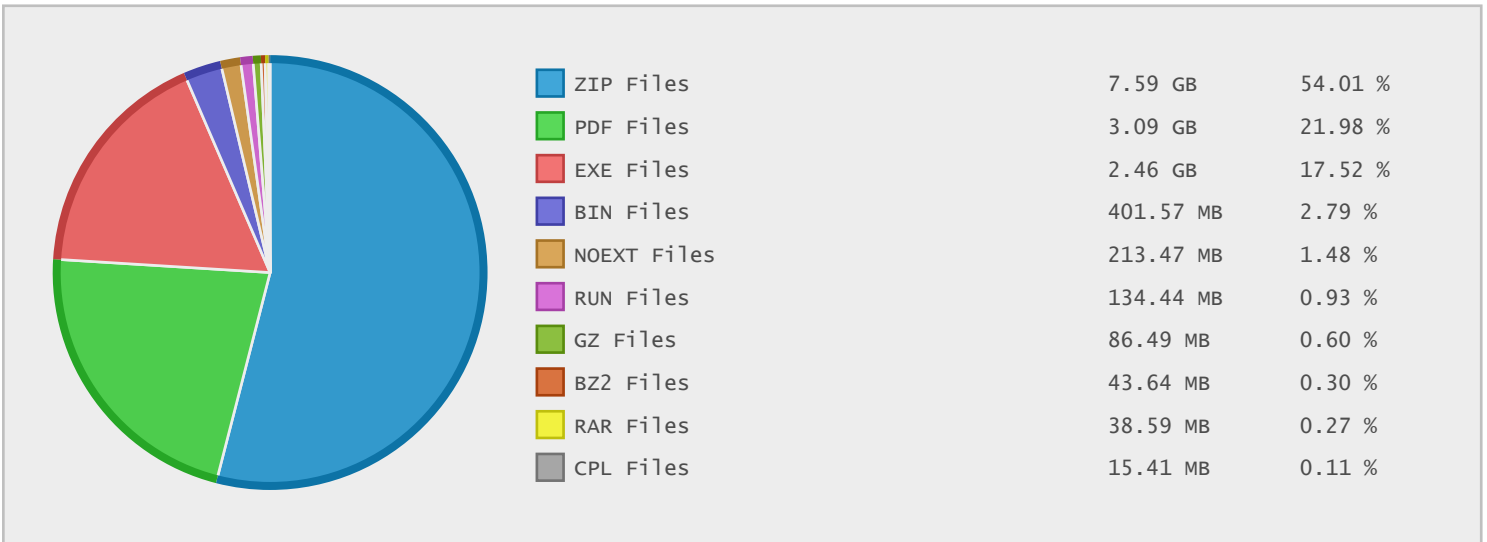 ZIP Files 7.59 GB 54.01 %
PDF Files 3.09 GB 21.98 %
EXE Files 2.46 GB 17.52 %
BIN Files 401.57 MB 2.79 %
NOEXT Files 213.47 MB 1.48 %
RUN Files 134.44 MB 0.93 %
GZ Files 86.49 MB 0.60 %
BZ2 Files 43.64 MB 0.30 %
RAR Files 38.59 MB 0.27 %
CPL Files 15.41 MB 0.11 %